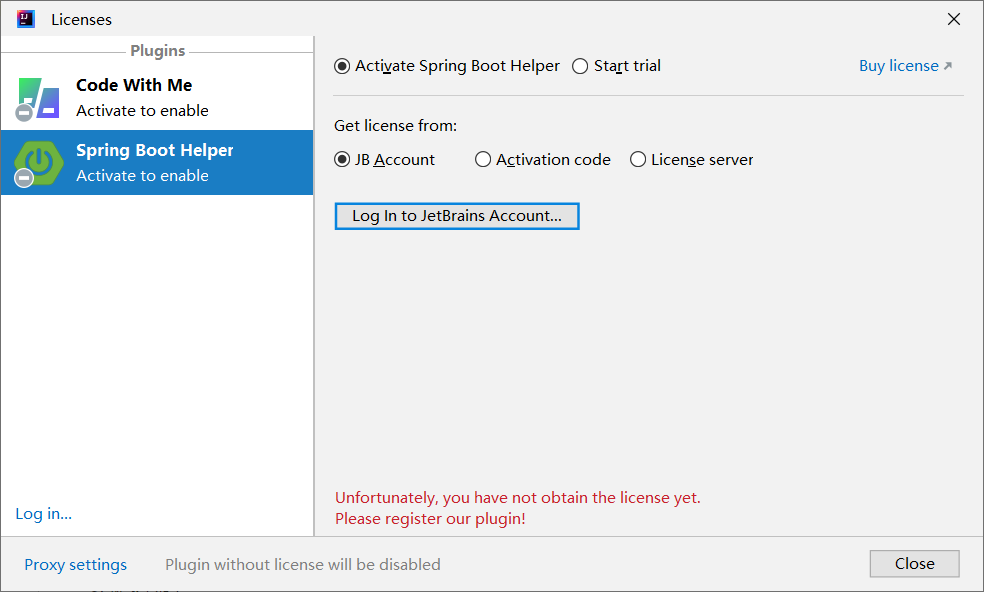 Licenses
Plugins
Code With Me
Activate to enable
Spring Boot Helper
Activate to enable
Log in...
Activate Spring Boot Helper Start trial Buy license
Get license from:
JB Account Activation code License server
Log In to JetBrains Account...
Unfortunately, you have not obtain the license yet.
Please register our plugin!
Proxy settings Plugin without license will be disabled Close